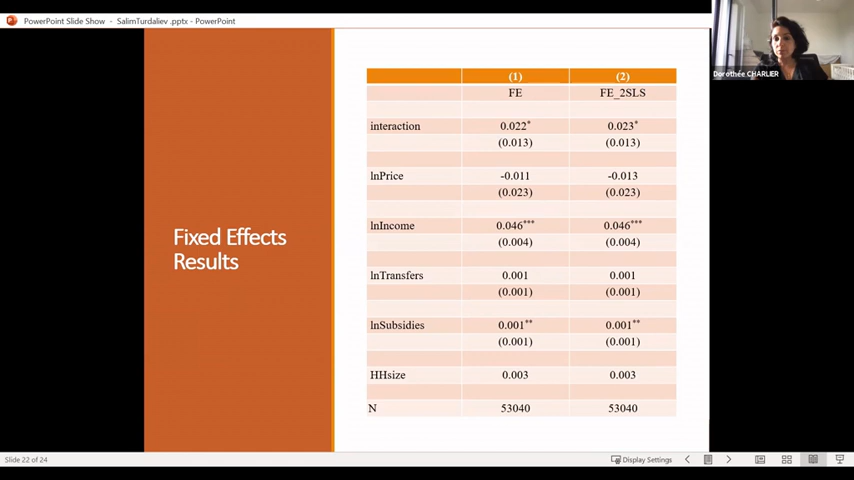 PowerPoint Slide Show - SalimTurdaliev .pptx - PowerPoint
Dorothée CHARLIER
Fixed Effects
Results
(1) (2)
FE FE_2SLS
interaction 0.022* 0.023*
(0.013) (0.013)
lnPrice -0.011 -0.013
(0.023) (0.023)
lnIncome 0.046*** 0.046***
(0.004) (0.004)
lnTransfers 0.001 0.001
(0.001) (0.001)
lnSubsidies 0.001** 0.001**
(0.001) (0.001)
HHsize 0.003 0.003
N 53040 53040
Slide 22 of 24
Display Settings